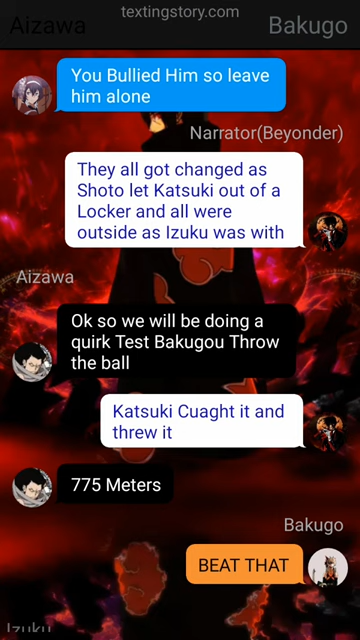 textingstory.com
Aizawa
Bakugo
You Bullied Him so leave
him alone
Narrator(Beyonder)
They all got changed as
Shoto let Katsuki out of a
Locker and all were
outside as Izuku was with
Aizawa
Ok so we will be doing a
quirk Test Bakugou Throw
the ball
Katsuki Cuaght it and
threw it
775 Meters
Bakugo
BEAT THAT
Izuku